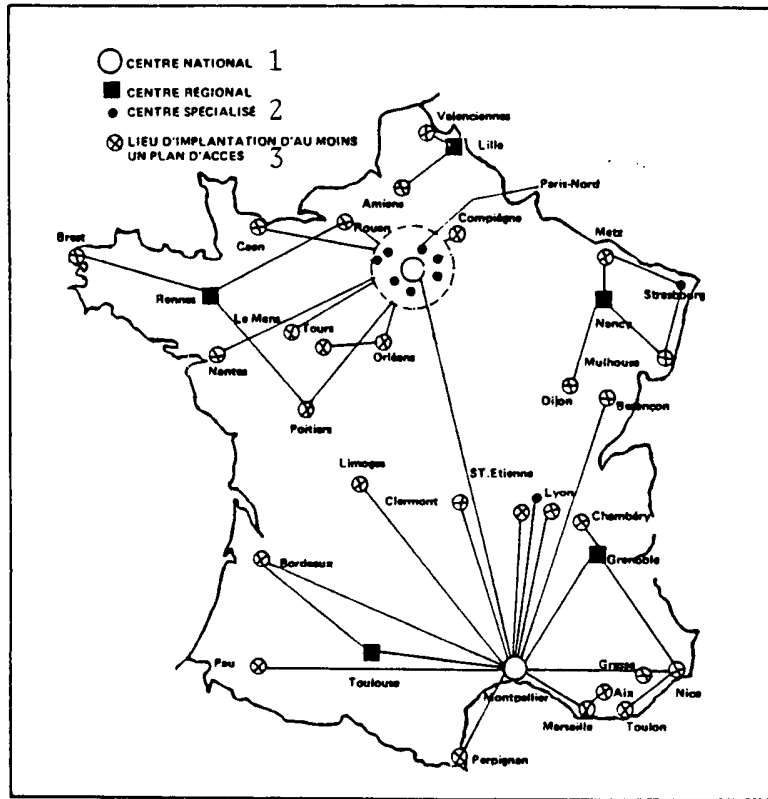 CENTRE NATIONAL 1
CENTRE RÉGIONAL
CENTRE SPÉCIALISÉ 2
LIEU D'IMPLANTATION D'AU MOINS 3
UN PLAN D'ACCES
Valenciennes
Lille
Amiens
Paris-Nord
Compiègne
Rouen
Caen
Metz
Brest
Strasbourg
Rennes
Nancy
Le Mans
Tours
Orléans
Mulhouse
Nantes
Dijon
Besançon
Poitiers
Limoges
ST.Etienne
Lyon
Clermont
Chambéry
Grenoble
Bordeaux
Pau
Toulouse
Grasse
Montpellier
Aix
Nice
Marseille
Toulon
Perpignan